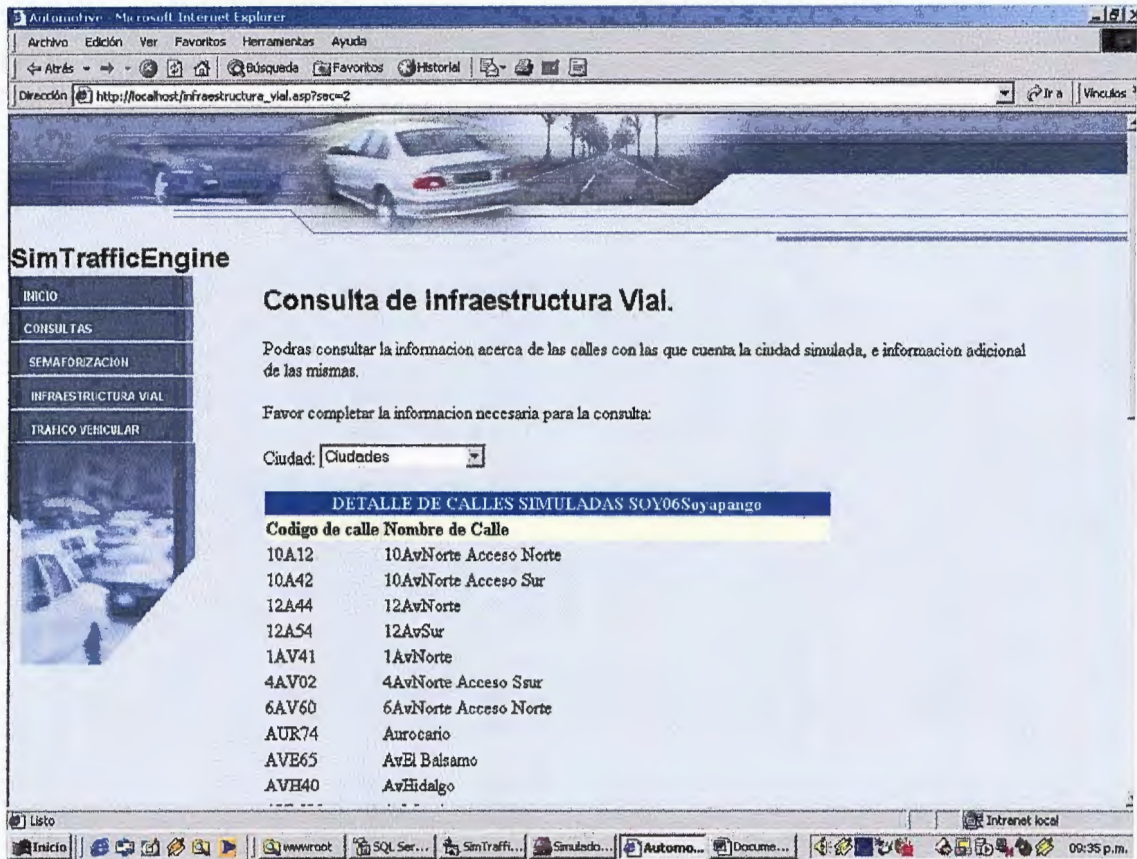 Automotive - Microsoft Internet Explorer
Archivo Edición Ver Favoritos Herramientas Ayuda
Atrás Búsqueda Favoritos Historial
Dirección http://localhost/infraestructura_vial.asp?sec=2 Ir a Vínculos
SimTrafficEngine
INICIO
CONSULTAS
SEMAFORIZACION
INFRAESTRUCTURA VIAL
TRAFICO VEHICULAR
Consulta de Infraestructura Vial.
Podras consultar la informacion acerca de las calles con las que cuenta la ciudad simulada, e informacion adicional
de las mismas.
Favor completar la informacion necesaria para la consulta:
Ciudad: Ciudades
DETALLE DE CALLES SIMULADAS SOY06Soyapango
Codigo de calle Nombre de Calle
10A12 10AvNorte Acceso Norte
10A42 10AvNorte Acceso Sur
12A44 12AvNorte
12A54 12AvSur
1AV41 1AvNorte
4AV02 4AvNorte Acceso Ssur
6AV60 6AvNorte Acceso Norte
AUR74 Aurocario
AVE65 AvEl Balsamo
AVH40 AvHidalgo
Listo Intranet local
Inicio wwwroot SQL Ser... SimTraffi... Simulado... Automo... Docume... 09:35 p.m.